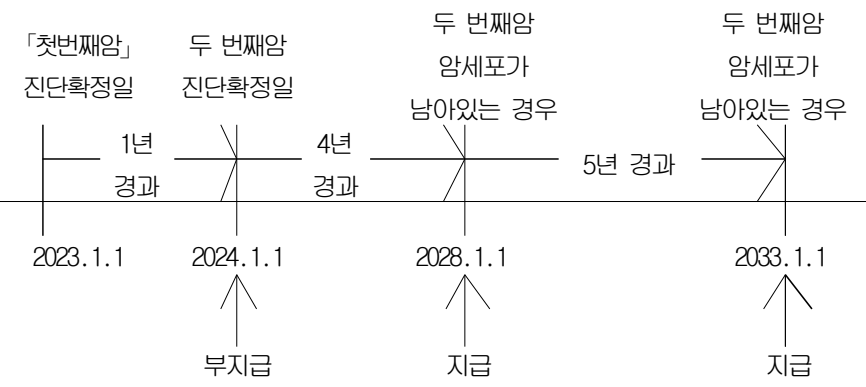 「첫번째암」
진단확정일
두 번째암
진단확정일
두 번째암
암세포가
남아있는 경우
두 번째암
암세포가
남아있는 경우
1년
경과
4년
경과
5년 경과
2023.1.1
2024.1.1
2028.1.1
2033.1.1
부지급
지급
지급